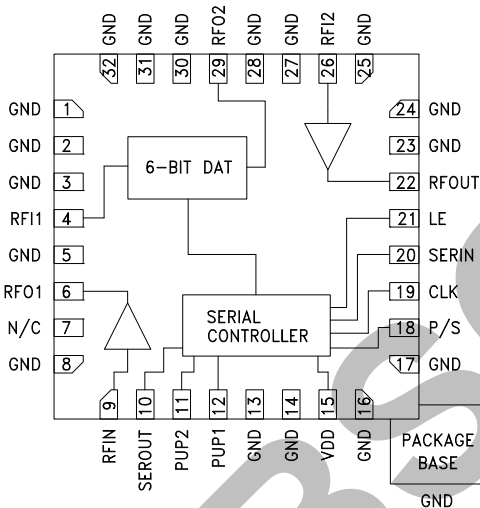 GND
GND
GND
RFO2
GND
GND
RFI2
GND
32
31
30
29
28
27
26
25
GND 1
GND 2
GND 3
RFI1 4
GND 5
RFO1 6
N/C 7
GND 8
6-BIT DAT
SERIAL
CONTROLLER
24 GND
23 GND
22 RFOUT
21 LE
20 SERIN
19 CLK
18 P/S
17 GND
9
10
11
12
13
14
15
16
RFIN
SEROUT
PUP2
PUP1
GND
GND
VDD
GND
PACKAGE
BASE
GND